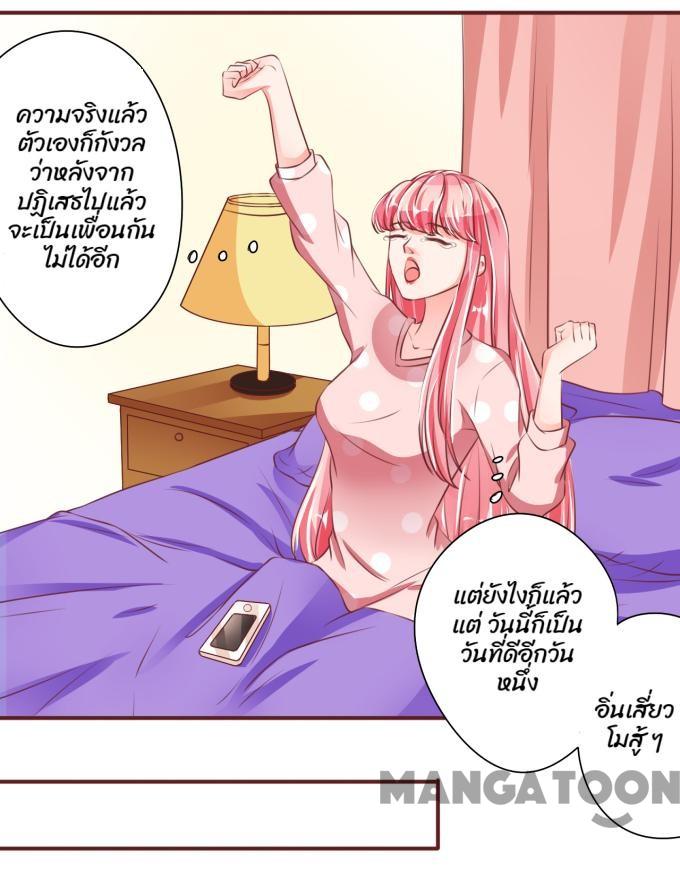 ความจริงแล้ว
ตัวเองก็กังวล
ว่าหลังจาก
ปฏิเสธไปแล้ว
จะเป็นเพื่อนกัน
ไม่ได้อีก
แต่ยังไงก็แล้ว
แต่ วันนี้ก็เป็น
วันที่ดีอีกวัน
หนึ่ง
อิ่นเสี่ยว
โมสู้ ๆ
MANGATOON